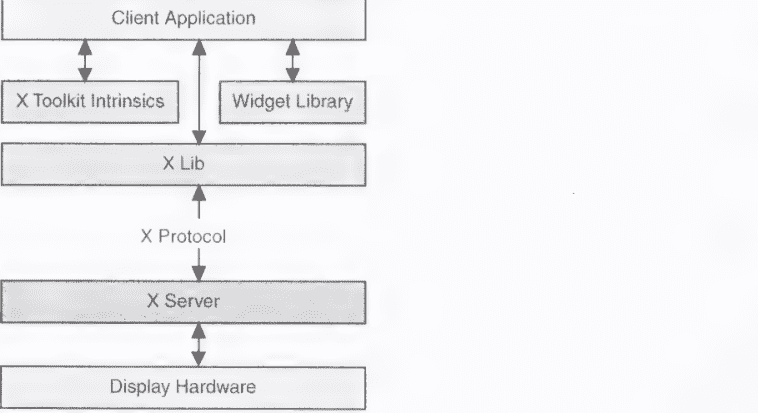 Client Application
X Toolkit Intrinsics
Widget Library
X Lib
X Protocol
X Server
Display Hardware